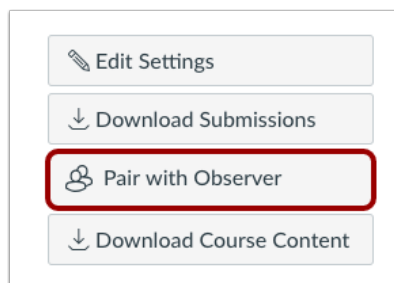 Edit Settings
Download Submissions
Pair with Observer
Download Course Content